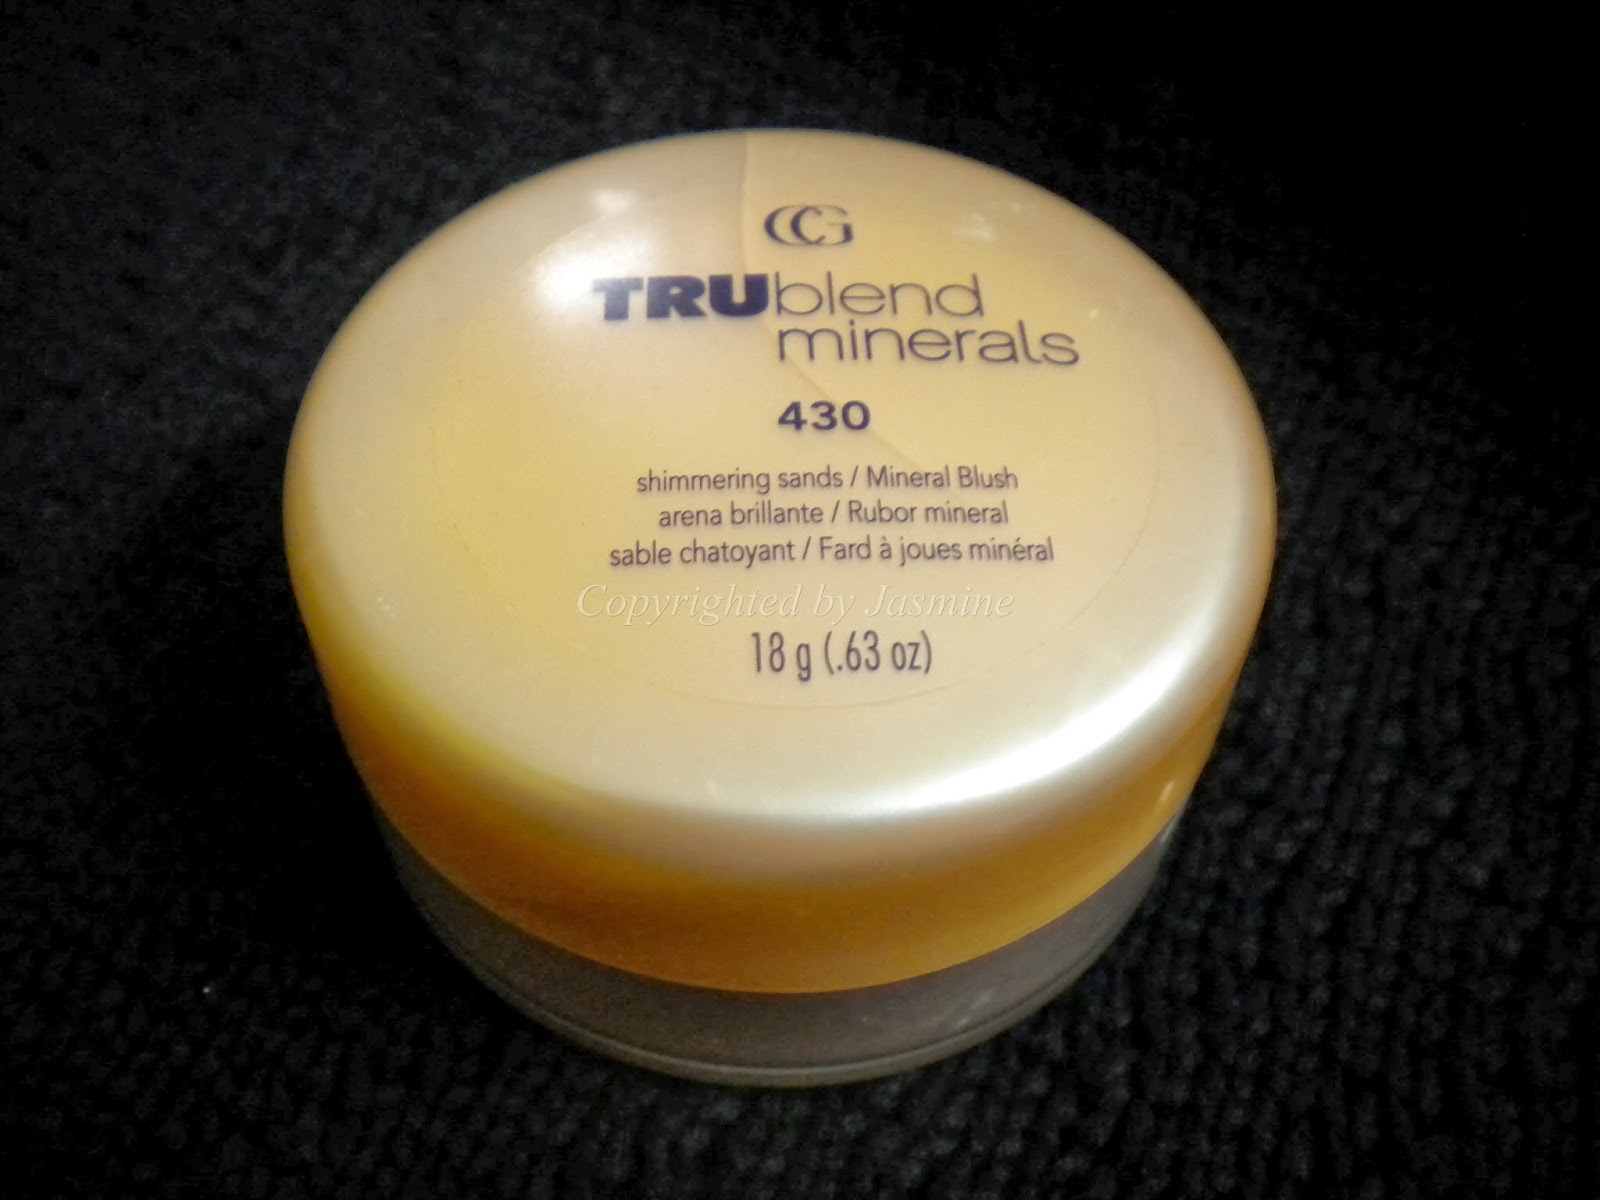 CG
TRUblend
minerals
430
shimmering sands / Mineral Blush
arena brillante / Rubor mineral
sable chatoyant / Fard à joues minéral
Copyrighted by Jasmine
18 g (.63 oz)